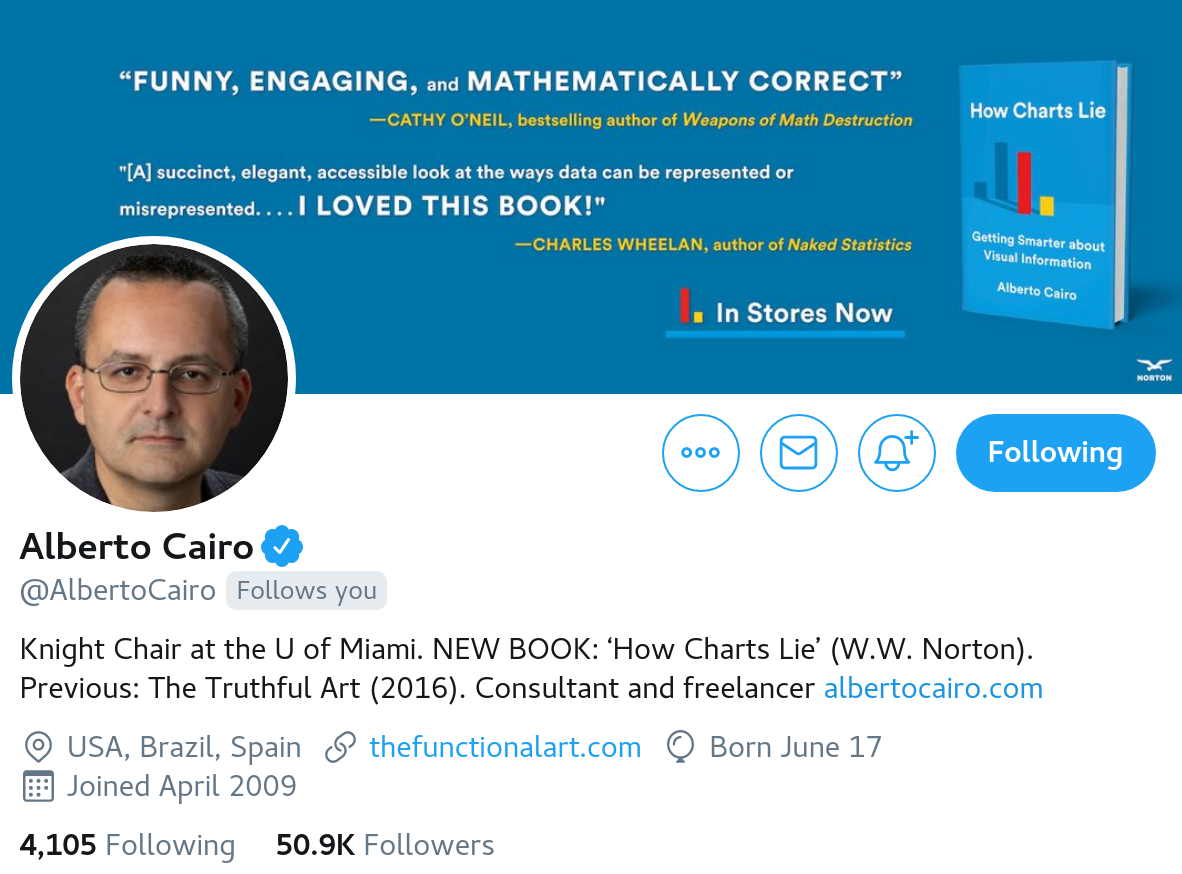 “FUNNY, ENGAGING, and MATHEMATICALLY CORRECT”
—CATHY O’NEIL, bestselling author of Weapons of Math Destruction
"[A] succinct, elegant, accessible look at the ways data can be represented or
misrepresented. . . . I LOVED THIS BOOK!"
—CHARLES WHEELAN, author of Naked Statistics
In Stores Now
How Charts Lie
Getting Smarter about
Visual Information
Alberto Cairo
NORTON
Following
Alberto Cairo
@AlbertoCairo Follows you
Knight Chair at the U of Miami. NEW BOOK: ‘How Charts Lie’ (W.W. Norton).
Previous: The Truthful Art (2016). Consultant and freelancer albertocairo.com
USA, Brazil, Spain thefunctionalart.com Born June 17
Joined April 2009
4,105 Following 50.9K Followers